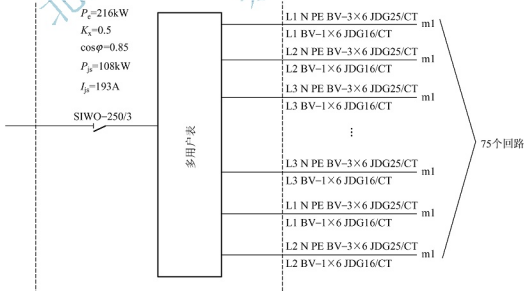 Pe=216kW
Kx=0.5
cosφ=0.85
Pjs=108kW
Ijs=193A
SIWO-250/3
多用户表
L1 N PE BV-3×6 JDG25/CT
L1 BV-1×6 JDG16/CT
m1
L2 N PE BV-3×6 JDG25/CT
L2 BV-1×6 JDG16/CT
m1
L3 N PE BV-3×6 JDG25/CT
L3 BV-1×6 JDG16/CT
m1
⋮
L3 N PE BV-3×6 JDG25/CT
L3 BV-1×6 JDG16/CT
m1
L1 N PE BV-3×6 JDG25/CT
L1 BV-1×6 JDG16/CT
m1
L2 N PE BV-3×6 JDG25/CT
L2 BV-1×6 JDG16/CT
m1
75个回路